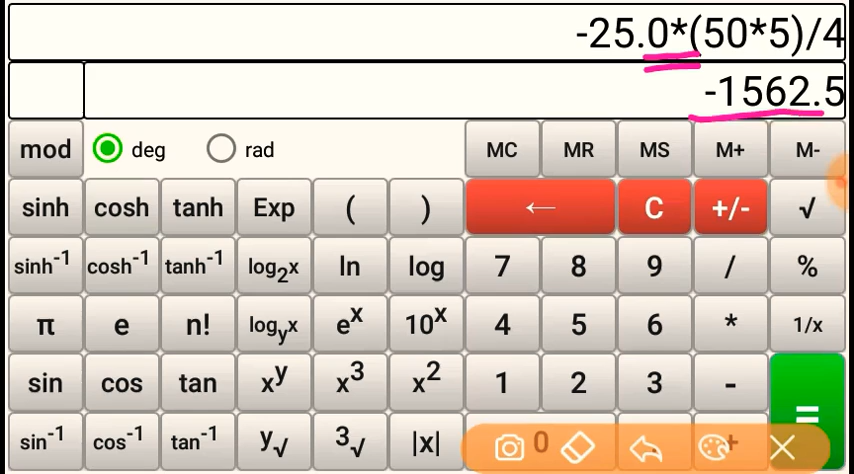 -25.0*(50*5)/4
-1562.5
mod deg rad MC MR MS M+ M-
sinh cosh tanh Exp ( ) ← C +/- √
sinh-1 cosh-1 tanh-1 log2x ln log 7 8 9 / %
π e n! logyx ex 10x 4 5 6 * 1/x
sin cos tan xy x3 x2 1 2 3 - =
sin-1 cos-1 tan-1 y√ 3√ |x| 0 . +